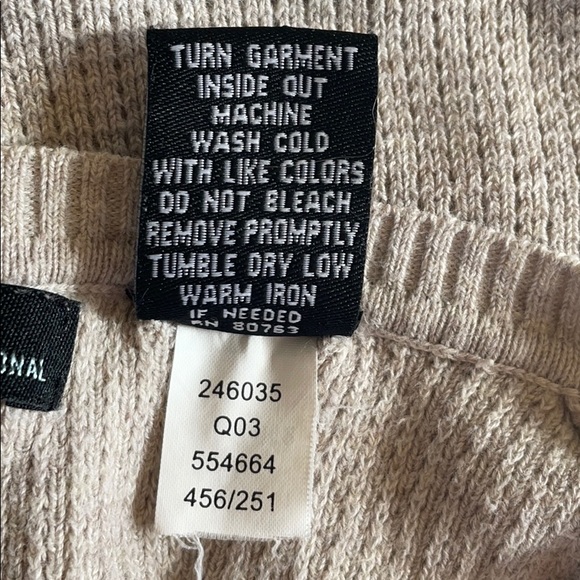 TURN GARMENT
INSIDE OUT
MACHINE
WASH COLD
WITH LIKE COLORS
DO NOT BLEACH
REMOVE PROMPTLY
TUMBLE DRY LOW
WARM IRON
IF NEEDED
RN 80763
ONAL
246035
Q03
554664
456/251